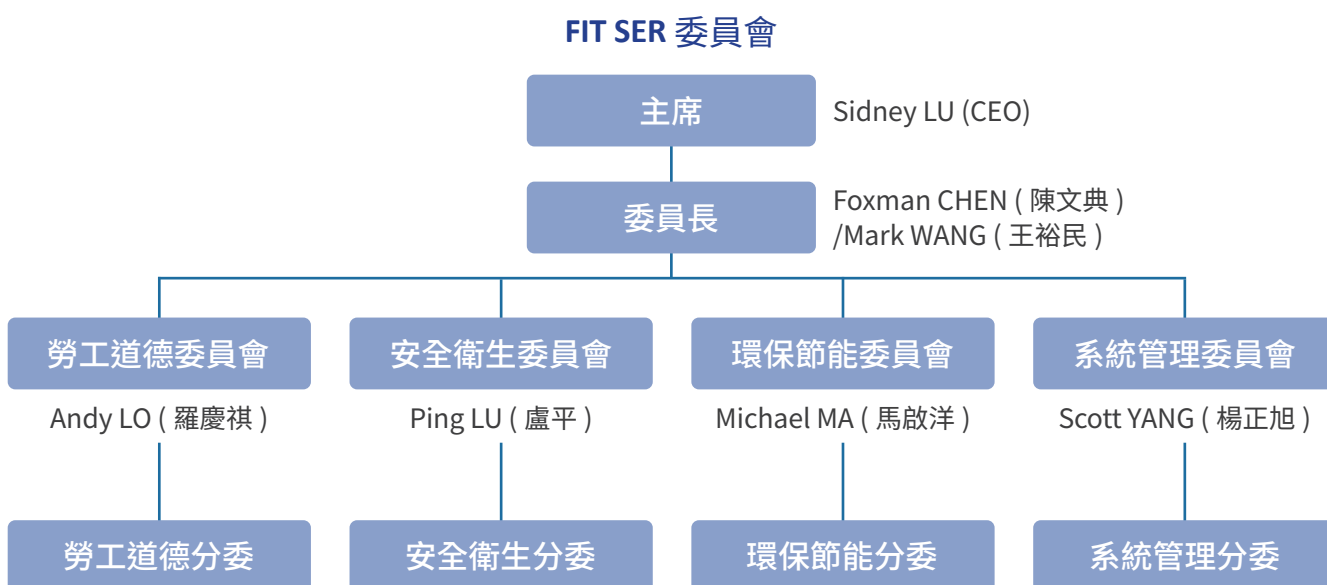 FIT SER 委員會
主席
Sidney LU (CEO)
委員長
Foxman CHEN ( 陳文典 )
/Mark WANG ( 王裕民 )
勞工道德委員會
安全衛生委員會
環保節能委員會
系統管理委員會
Andy LO ( 羅慶祺 )
Ping LU ( 盧平 )
Michael MA ( 馬啟洋 )
Scott YANG ( 楊正旭 )
勞工道德分委
安全衛生分委
環保節能分委
系統管理分委